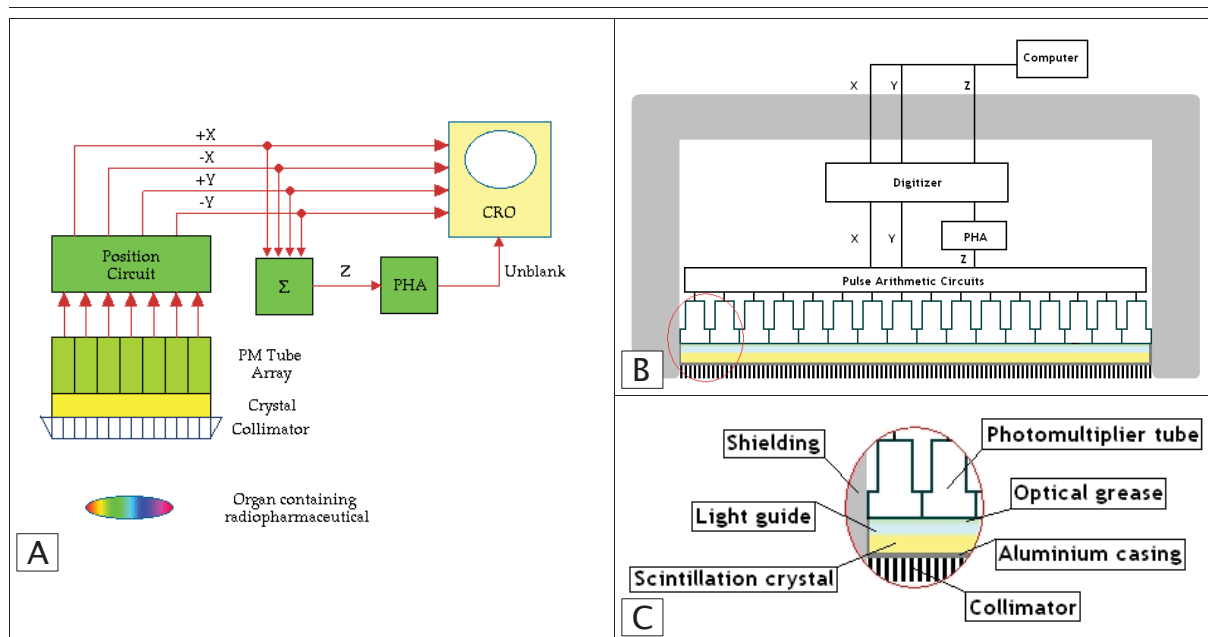 +X
-X
+Y
-Y
CRO
Position
Circuit
Σ
Z
PHA
Unblank
PM Tube
Array
Crystal
Collimator
Organ containing
radiopharmaceutical
A
Computer
X
Y
Z
Digitizer
X
Y
PHA
Z
Pulse Arithmetic Circuits
B
Shielding
Photomultiplier tube
Optical grease
Light guide
Aluminium casing
Scintillation crystal
Collimator
C